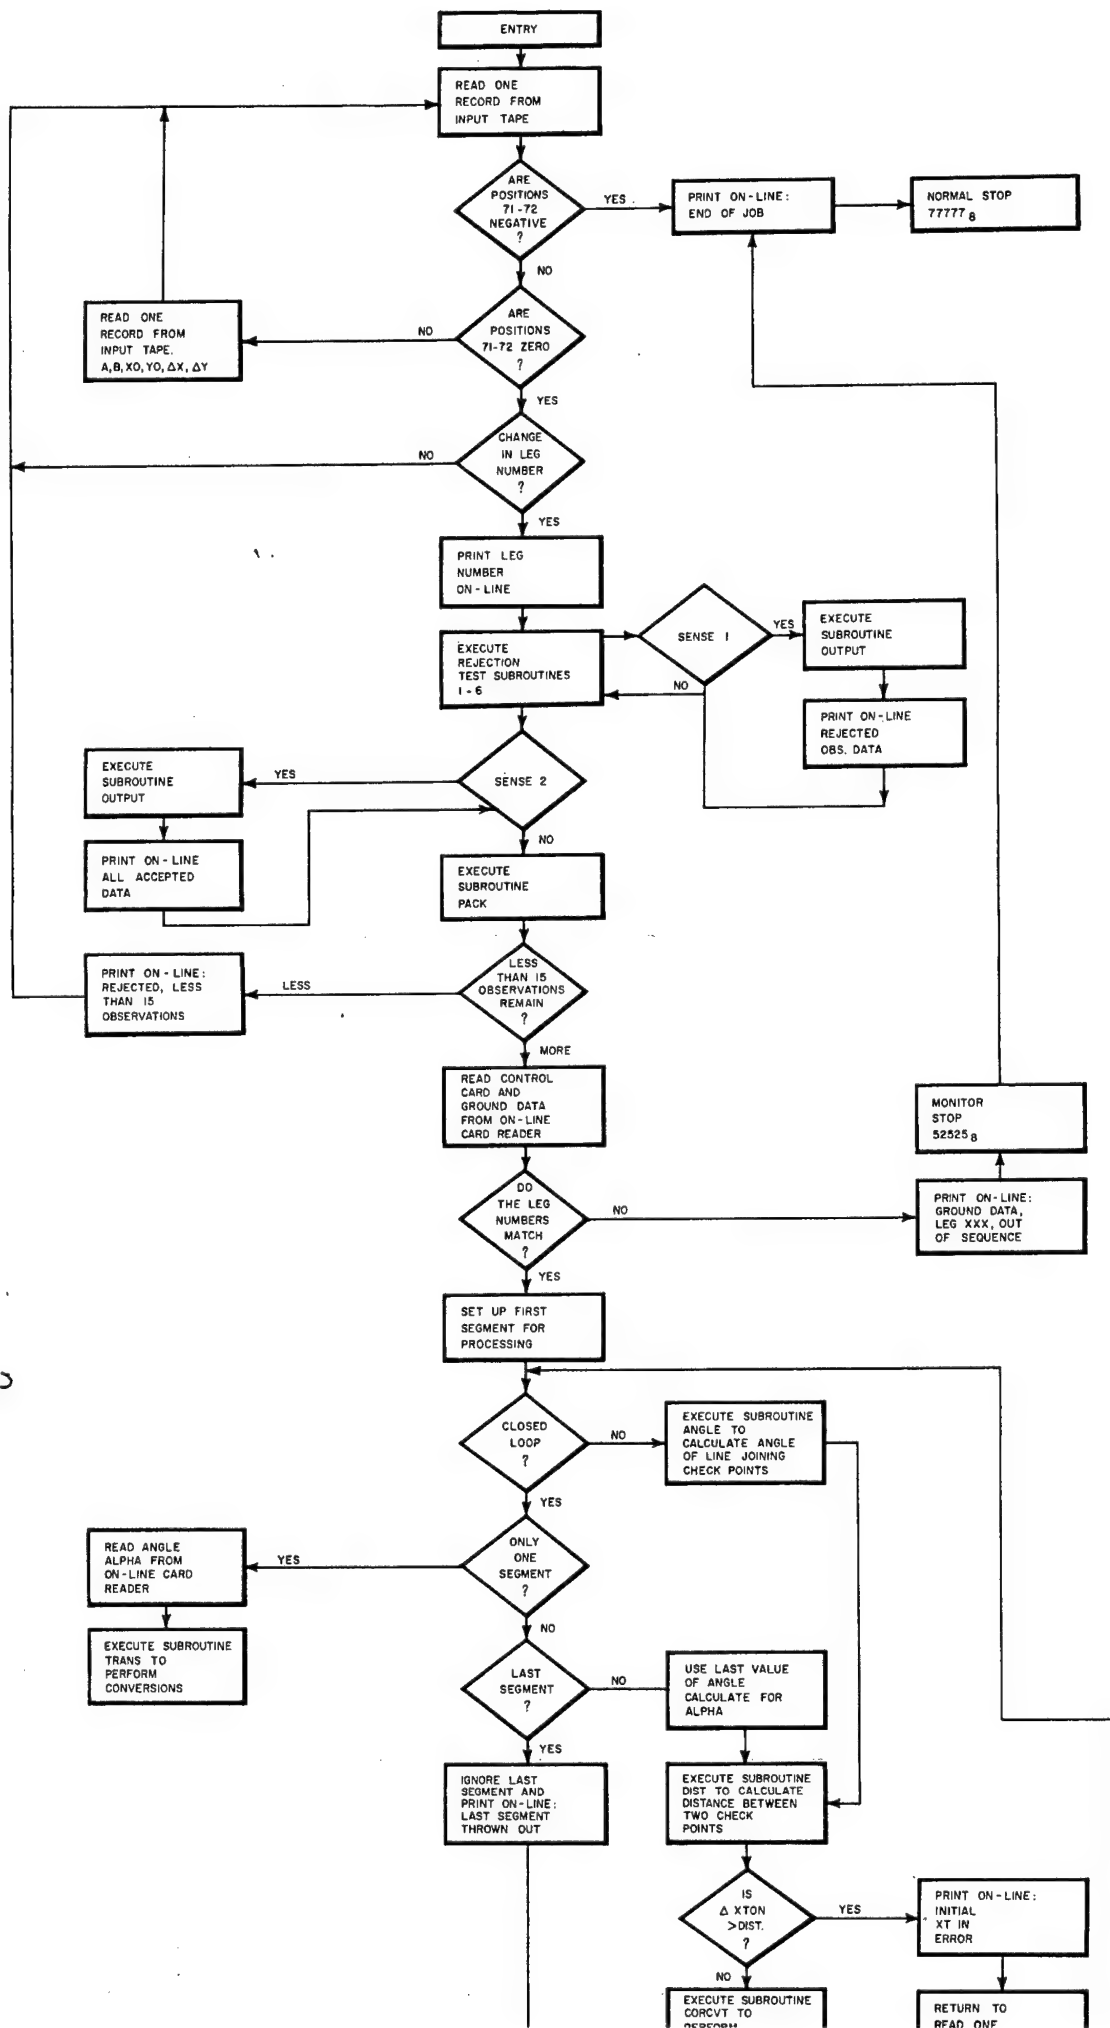 ENTRY
READ ONE
RECORD FROM
INPUT TAPE
ARE
POSITIONS
71-72
NEGATIVE
?
YES
PRINT ON-LINE:
END OF JOB
NORMAL STOP
77777₈
NO
READ ONE
RECORD FROM
INPUT TAPE.
A,B,XO,YO,ΔX,ΔY
NO
ARE
POSITIONS
71-72 ZERO
?
YES
NO
CHANGE
IN LEG
NUMBER
?
YES
PRINT LEG
NUMBER
ON-LINE
EXECUTE
REJECTION
TEST SUBROUTINES
1-6
SENSE 1
YES
EXECUTE
SUBROUTINE
OUTPUT
NO
PRINT ON-LINE
REJECTED
OBS. DATA
EXECUTE
SUBROUTINE
OUTPUT
YES
SENSE 2
NO
PRINT ON-LINE
ALL ACCEPTED
DATA
EXECUTE
SUBROUTINE
PACK
PRINT ON-LINE:
REJECTED, LESS
THAN 15
OBSERVATIONS
LESS
LESS
THAN 15
OBSERVATIONS
REMAIN
?
MORE
READ CONTROL
CARD AND
GROUND DATA
FROM ON-LINE
CARD READER
MONITOR
STOP
52525₈
DO
THE LEG
NUMBERS
MATCH
?
NO
PRINT ON-LINE:
GROUND DATA,
LEG XXX, OUT
OF SEQUENCE
YES
SET UP FIRST
SEGMENT FOR
PROCESSING
CLOSED
LOOP
?
NO
EXECUTE SUBROUTINE
ANGLE TO
CALCULATE ANGLE
OF LINE JOINING
CHECK POINTS
YES
READ ANGLE
ALPHA FROM
ON-LINE CARD
READER
YES
ONLY
ONE
SEGMENT
?
NO
EXECUTE SUBROUTINE
TRANS TO
PERFORM
CONVERSIONS
LAST
SEGMENT
?
NO
USE LAST VALUE
OF ANGLE
CALCULATE FOR
ALPHA
YES
IGNORE LAST
SEGMENT AND
PRINT ON-LINE:
LAST SEGMENT
THROWN OUT
EXECUTE SUBROUTINE
DIST TO CALCULATE
DISTANCE BETWEEN
TWO CHECK
POINTS
IS
Δ XTON
>DIST.
?
YES
PRINT ON-LINE:
INITIAL
XT IN
ERROR
NO
EXECUTE SUBROUTINE
CORCVT TO
PERFORM
RETURN TO
READ ONE